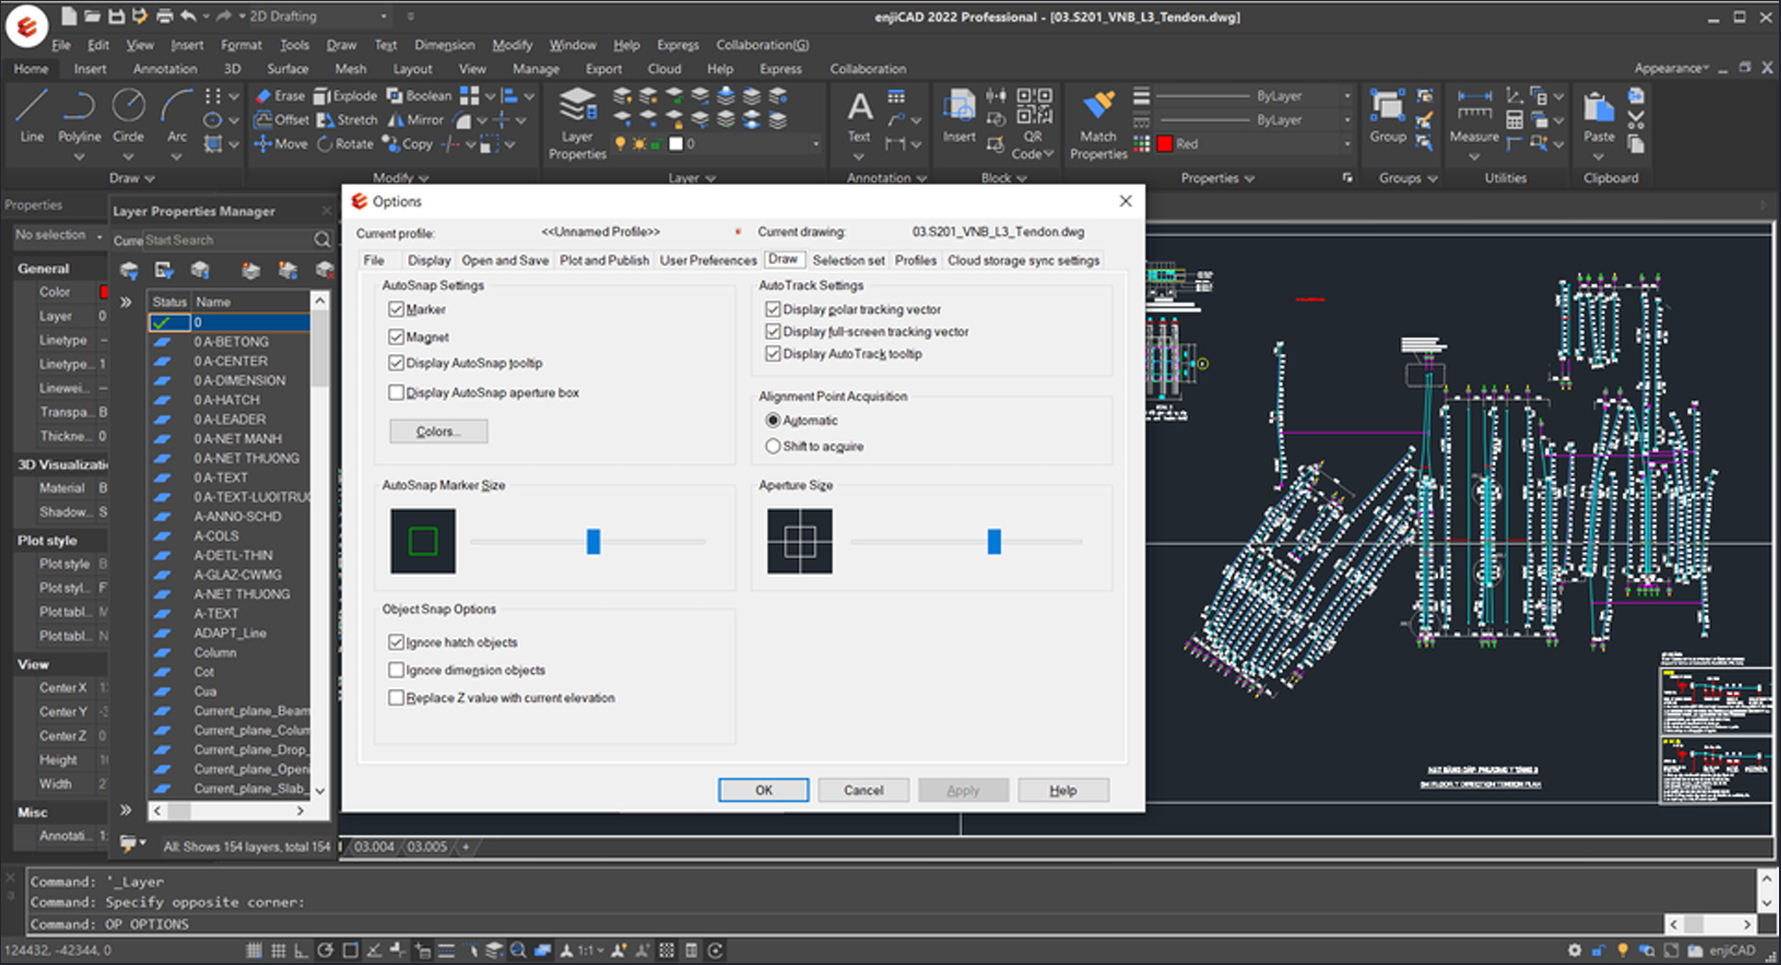 2D Drafting
enjiCAD 2022 Professional - [03.S201_VNB_L3_Tendon.dwg]
File Edit View Insert Format Tools Draw Text Dimension Modify Window Help Express Collaboration(G)
Home Insert Annotation 3D Surface Mesh Layout View Manage Export Cloud Help Express Collaboration Appearance
Line Polyline Circle Arc
Erase Explode Boolean
Offset Stretch Mirror
Move Rotate Copy
Layer Properties
0
Text
Insert
QR Code
Match Properties
ByLayer
ByLayer
Red
Group
Measure
Paste
Draw Modify Layer Annotation Block Properties Groups Utilities Clipboard
Properties
No selection
General
Color
Layer 0
Linetype
Linetype... 1
Linewei...
Transpa... B
Thickne... 0
3D Visualizati
Material B
Shadow... S
Plot style
Plot style B
Plot styl... F
Plot tabl... M
Plot tabl... N
View
Center X 1
Center Y -3
Center Z 0
Height 1
Width 2
Misc
Annotati... 1:
Layer Properties Manager
Curre Start Search
Status Name
0
0 A-BETONG
0 A-CENTER
0 A-DIMENSION
0 A-HATCH
0 A-LEADER
0 A-NET MANH
0 A-NET THUONG
0 A-TEXT
0 A-TEXT-LUOITRUC
A-ANNO-SCHD
A-COLS
A-DETL-THIN
A-GLAZ-CWMG
A-NET THUONG
A-TEXT
ADAPT_Line
Column
Cot
Cua
Current_plane_Beam
Current_plane_Colum
Current_plane_Drop_
Current_plane_Openi
Current_plane_Slab_
All: Shows 154 layers, total 154
Options
Current profile: <<Unnamed Profile>> Current drawing: 03.S201_VNB_L3_Tendon.dwg
File Display Open and Save Plot and Publish User Preferences Draw Selection set Profiles Cloud storage sync settings
AutoSnap Settings
Marker
Magnet
Display AutoSnap tooltip
Display AutoSnap aperture box
Colors...
AutoTrack Settings
Display polar tracking vector
Display full-screen tracking vector
Display AutoTrack tooltip
Alignment Point Acquisition
Automatic
Shift to acquire
AutoSnap Marker Size
Aperture Size
Object Snap Options
Ignore hatch objects
Ignore dimension objects
Replace Z value with current elevation
OK Cancel Apply Help
03.004 03.005 +
Command: '_Layer
Command: Specify opposite corner:
Command: OP OPTIONS
124432, -42344, 0
1:1
enjiCAD